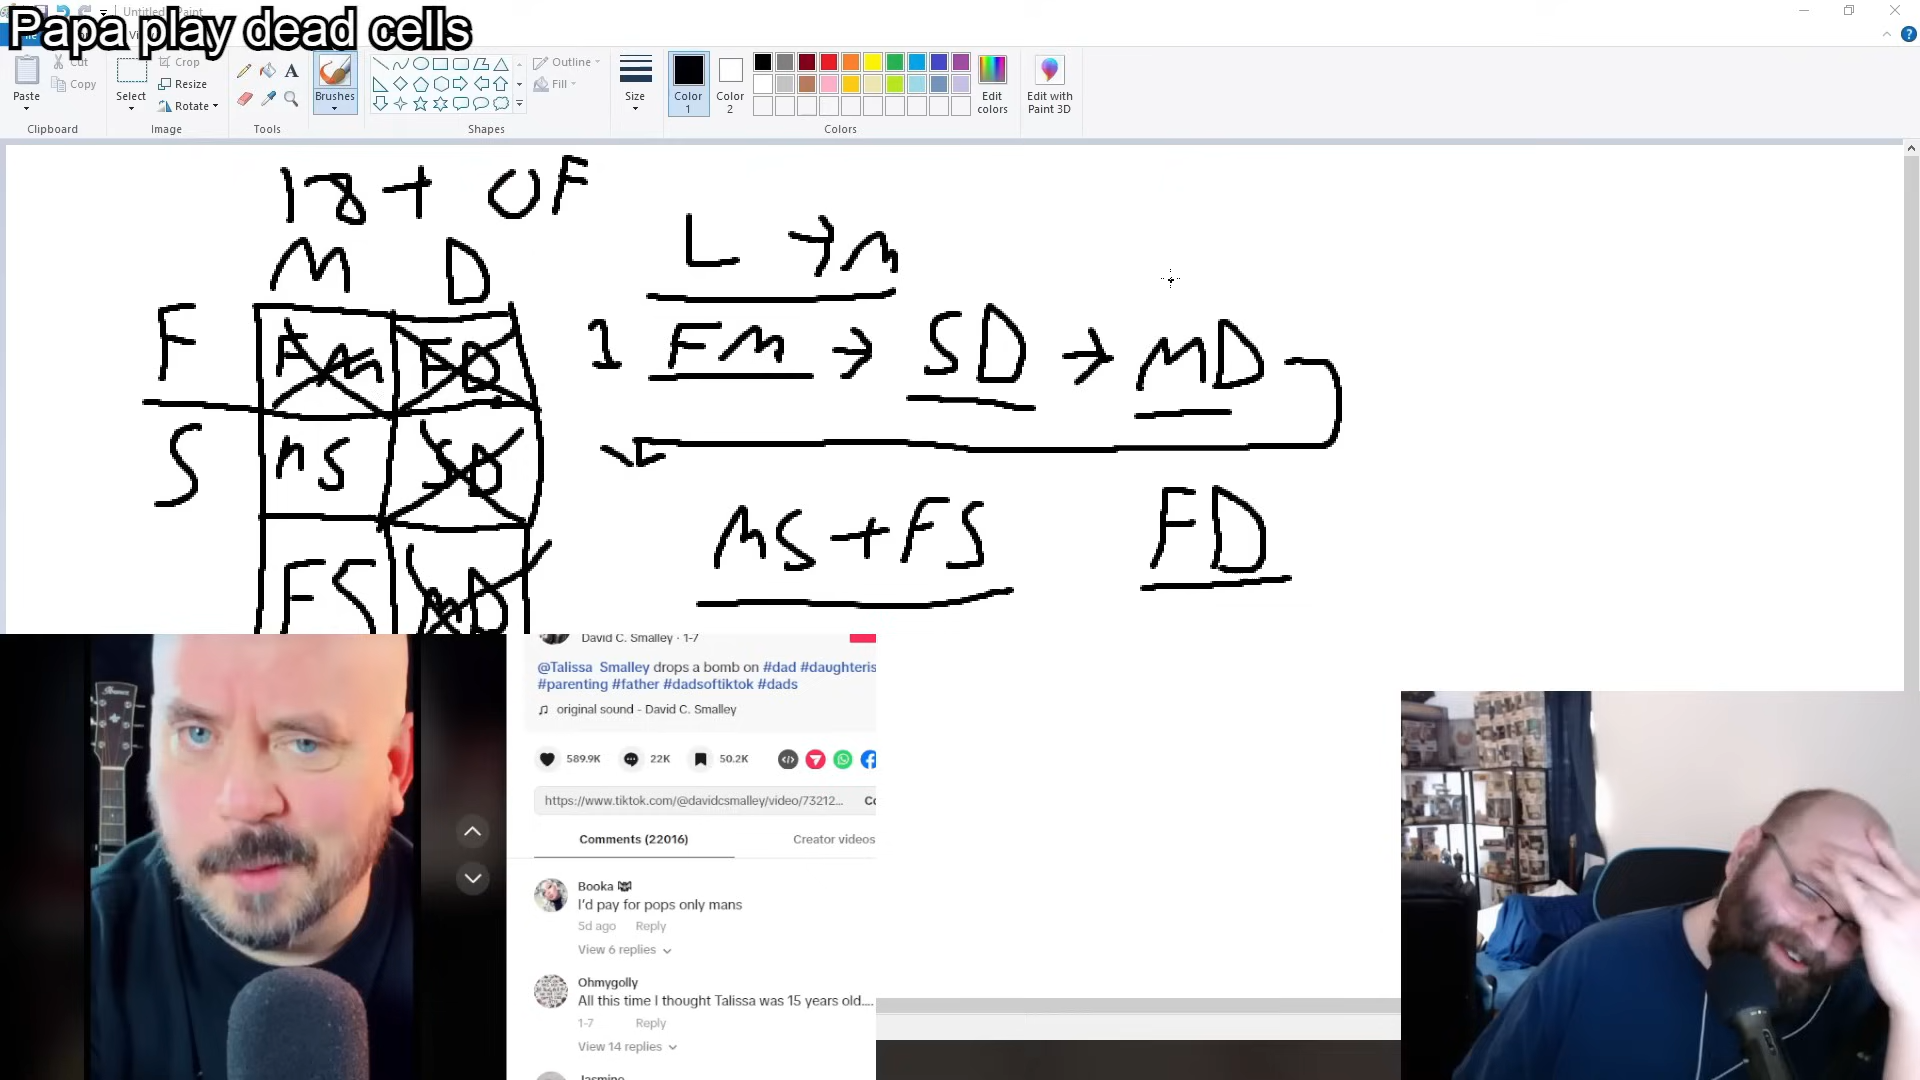 Papa play dead cells
Untitled - Paint
Cut
Crop
Copy
Resize
Rotate
Paste
Select
Brushes
Outline
Fill
Size
Color 1
Color 2
Edit colors
Edit with Paint 3D
Clipboard
Image
Tools
Shapes
Colors
18+ OF
M D
L → M
F FM FD
1 FM → SD → MD
S MS SD
MS + FS FD
FS MD
David C. Smalley · 1-7
@Talissa Smalley drops a bomb on #dad #daughteris
#parenting #father #dadsoftiktok #dads
original sound - David C. Smalley
589.9K 22K 50.2K
https://www.tiktok.com/@davidcsmalley/video/73212...
Comments (22016) Creator videos
Booka
I'd pay for pops only mans
5d ago Reply
View 6 replies
Ohmygolly
All this time I thought Talissa was 15 years old....
1-7 Reply
View 14 replies
Jasmine